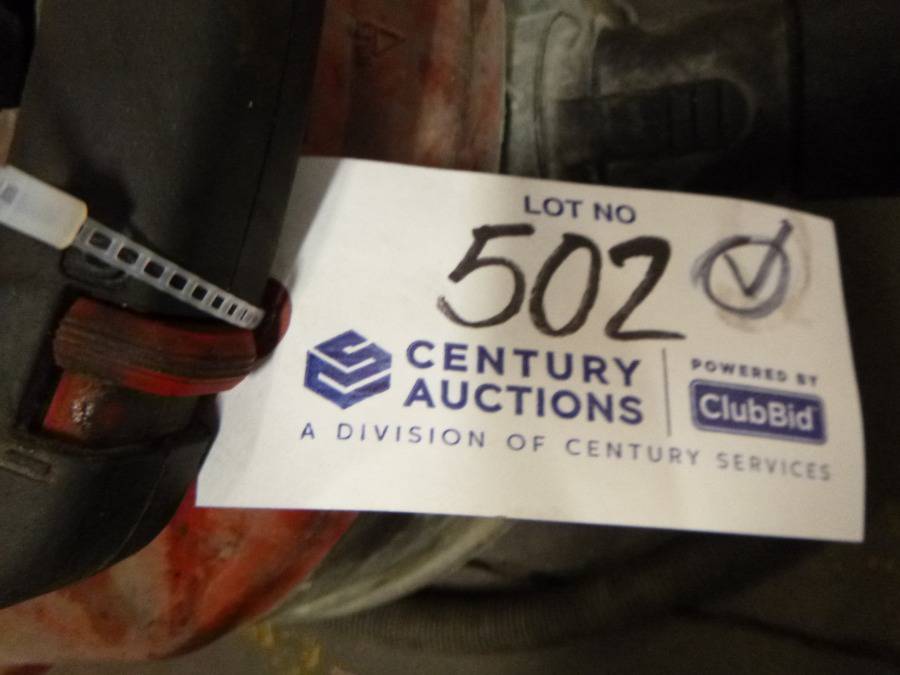 LOT NO
502
CENTURY
AUCTIONS
POWERED BY
ClubBid
A DIVISION OF CENTURY SERVICES